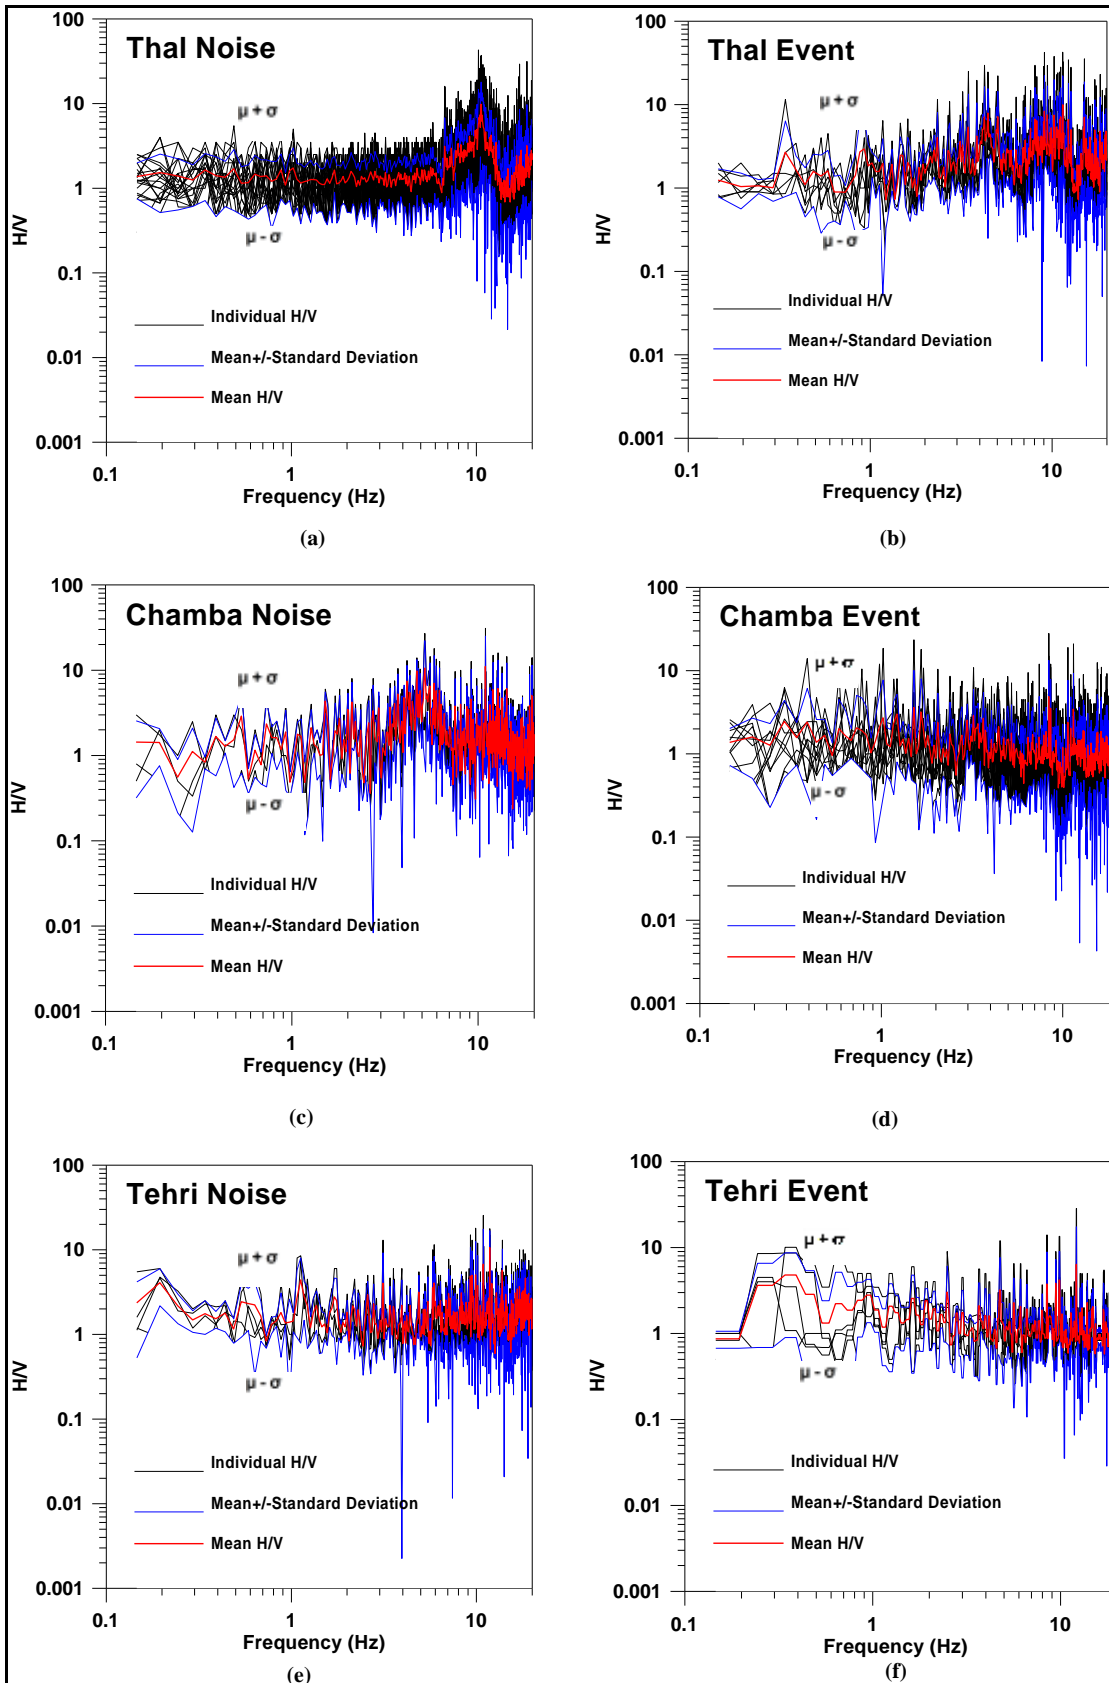 Thal Noise
100
10
1
0.1
0.01
0.001
H/V
μ + σ
μ - σ
Individual H/V
Mean+/-Standard Deviation
Mean H/V
0.1 1 10
Frequency (Hz)
(a)
Thal Event
100
10
1
0.1
0.01
0.001
H/V
μ + σ
μ - σ
Individual H/V
Mean+/-Standard Deviation
Mean H/V
0.1 1 10
Frequency (Hz)
(b)
Chamba Noise
100
10
1
0.1
0.01
0.001
H/V
μ + σ
μ - σ
Individual H/V
Mean+/-Standard Deviation
Mean H/V
0.1 1 10
Frequency (Hz)
(c)
Chamba Event
100
10
1
0.1
0.01
0.001
H/V
μ + σ
μ - σ
Individual H/V
Mean+/-Standard Deviation
Mean H/V
0.1 1 10
Frequency (Hz)
(d)
Tehri Noise
100
10
1
0.1
0.01
0.001
H/V
μ + σ
μ - σ
Individual H/V
Mean+/-Standard Deviation
Mean H/V
0.1 1 10
Frequency (Hz)
(e)
Tehri Event
100
10
1
0.1
0.01
0.001
H/V
μ + σ
μ - σ
Individual H/V
Mean+/-Standard Deviation
Mean H/V
0.1 1 10
Frequency (Hz)
(f)